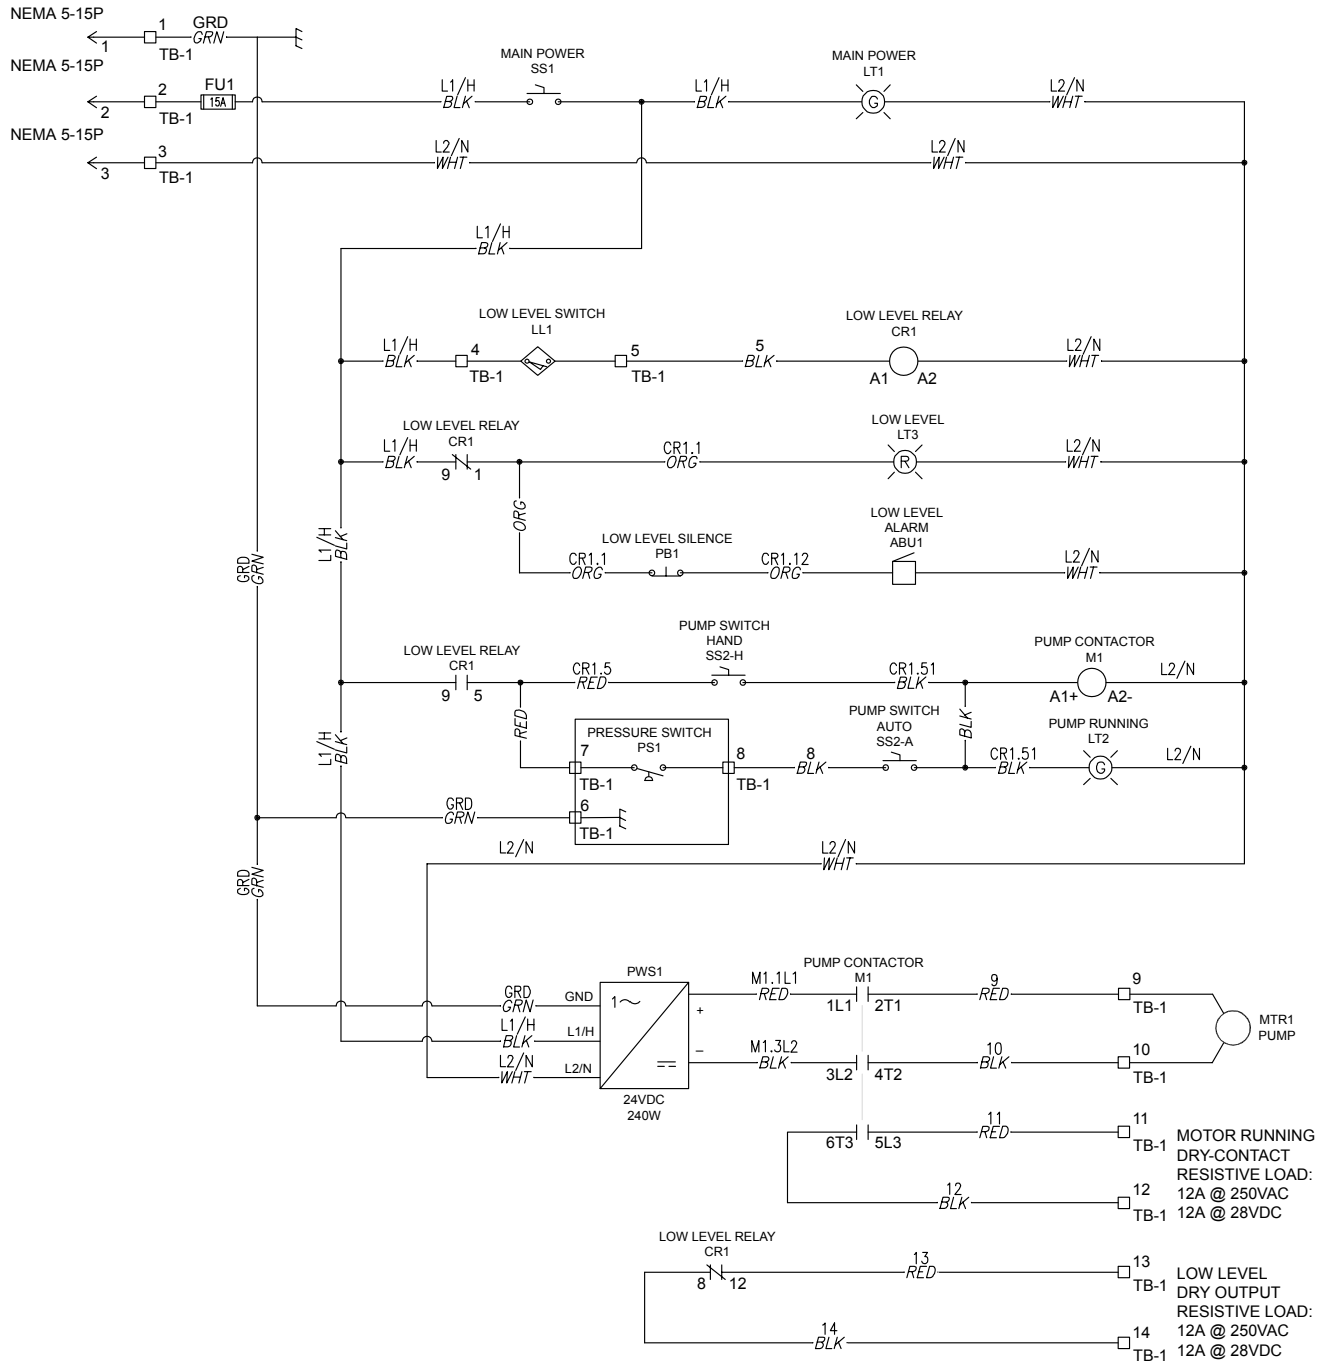 NEMA 5-15P
1
1
TB-1
GRD
GRN
NEMA 5-15P
2
2
TB-1
FU1
15A
L1/H
BLK
MAIN POWER
SS1
L1/H
BLK
MAIN POWER
LT1
G
L2/N
WHT
NEMA 5-15P
3
3
TB-1
L2/N
WHT
L2/N
WHT
L1/H
BLK
LOW LEVEL SWITCH
LL1
LOW LEVEL RELAY
CR1
L1/H
BLK
4
TB-1
5
TB-1
5
BLK
A1
A2
L2/N
WHT
LOW LEVEL RELAY
CR1
LOW LEVEL
LT3
L1/H
BLK
9
1
CR1.1
ORG
R
L2/N
WHT
ORG
LOW LEVEL
ALARM
ABU1
LOW LEVEL SILENCE
PB1
CR1.1
ORG
CR1.12
ORG
L2/N
WHT
L1/H
BLK
GRD
GRN
PUMP SWITCH
HAND
SS2-H
PUMP CONTACTOR
M1
LOW LEVEL RELAY
CR1
9
5
CR1.5
RED
CR1.51
BLK
A1+
A2-
L2/N
RED
BLK
L1/H
BLK
PRESSURE SWITCH
PS1
7
TB-1
8
TB-1
8
BLK
PUMP SWITCH
AUTO
SS2-A
CR1.51
BLK
PUMP RUNNING
LT2
G
L2/N
GRD
GRN
6
TB-1
L2/N
L2/N
WHT
GRD
GRN
PWS1
PUMP CONTACTOR
M1
GRD
GRN
GND
L1/H
BLK
L1/H
L2/N
WHT
L2/N
1
+
–
24VDC
240W
M1.1L1
RED
1L1
2T1
9
RED
9
TB-1
MTR1
PUMP
M1.3L2
BLK
3L2
4T2
10
BLK
10
TB-1
6T3
5L3
11
RED
11
TB-1
12
BLK
12
TB-1
MOTOR RUNNING
DRY-CONTACT
RESISTIVE LOAD:
12A @ 250VAC
12A @ 28VDC
LOW LEVEL RELAY
CR1
8
12
13
RED
13
TB-1
14
BLK
14
TB-1
LOW LEVEL
DRY OUTPUT
RESISTIVE LOAD:
12A @ 250VAC
12A @ 28VDC